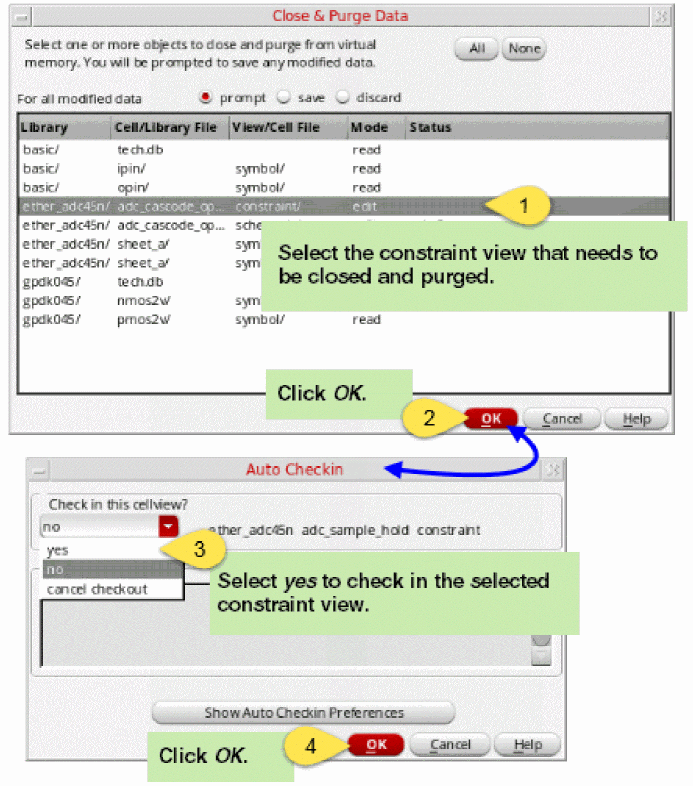 Close & Purge Data
Select one or more objects to close and purge from virtual
memory. You will be prompted to save any modified data.
All None
For all modified data prompt save discard
Library Cell/Library File View/Cell File Mode Status
basic/ tech.db read
basic/ ipin/ symbol/ read
basic/ opin/ symbol/ read
ether_adc45n/ adc_cascode_op... constraint/ edit
ether_adc45n/ adc_cascode_op... sche
ether_adc45n/ sheet_a/ sym
ether_adc45n/ sheet_a/ sym
gpdk045/ tech.db
gpdk045/ nmos2v/ sym
gpdk045/ pmos2v/ symbol/ read
1
Select the constraint view that needs to
be closed and purged.
Click OK.
2
OK Cancel Help
Auto Checkin
Check in this cellview?
no
ether_adc45n adc_sample_hold constraint
yes
no
cancel checkout
3
Select yes to check in the selected
constraint view.
Show Auto Checkin Preferences
Click OK.
4
OK Cancel Help